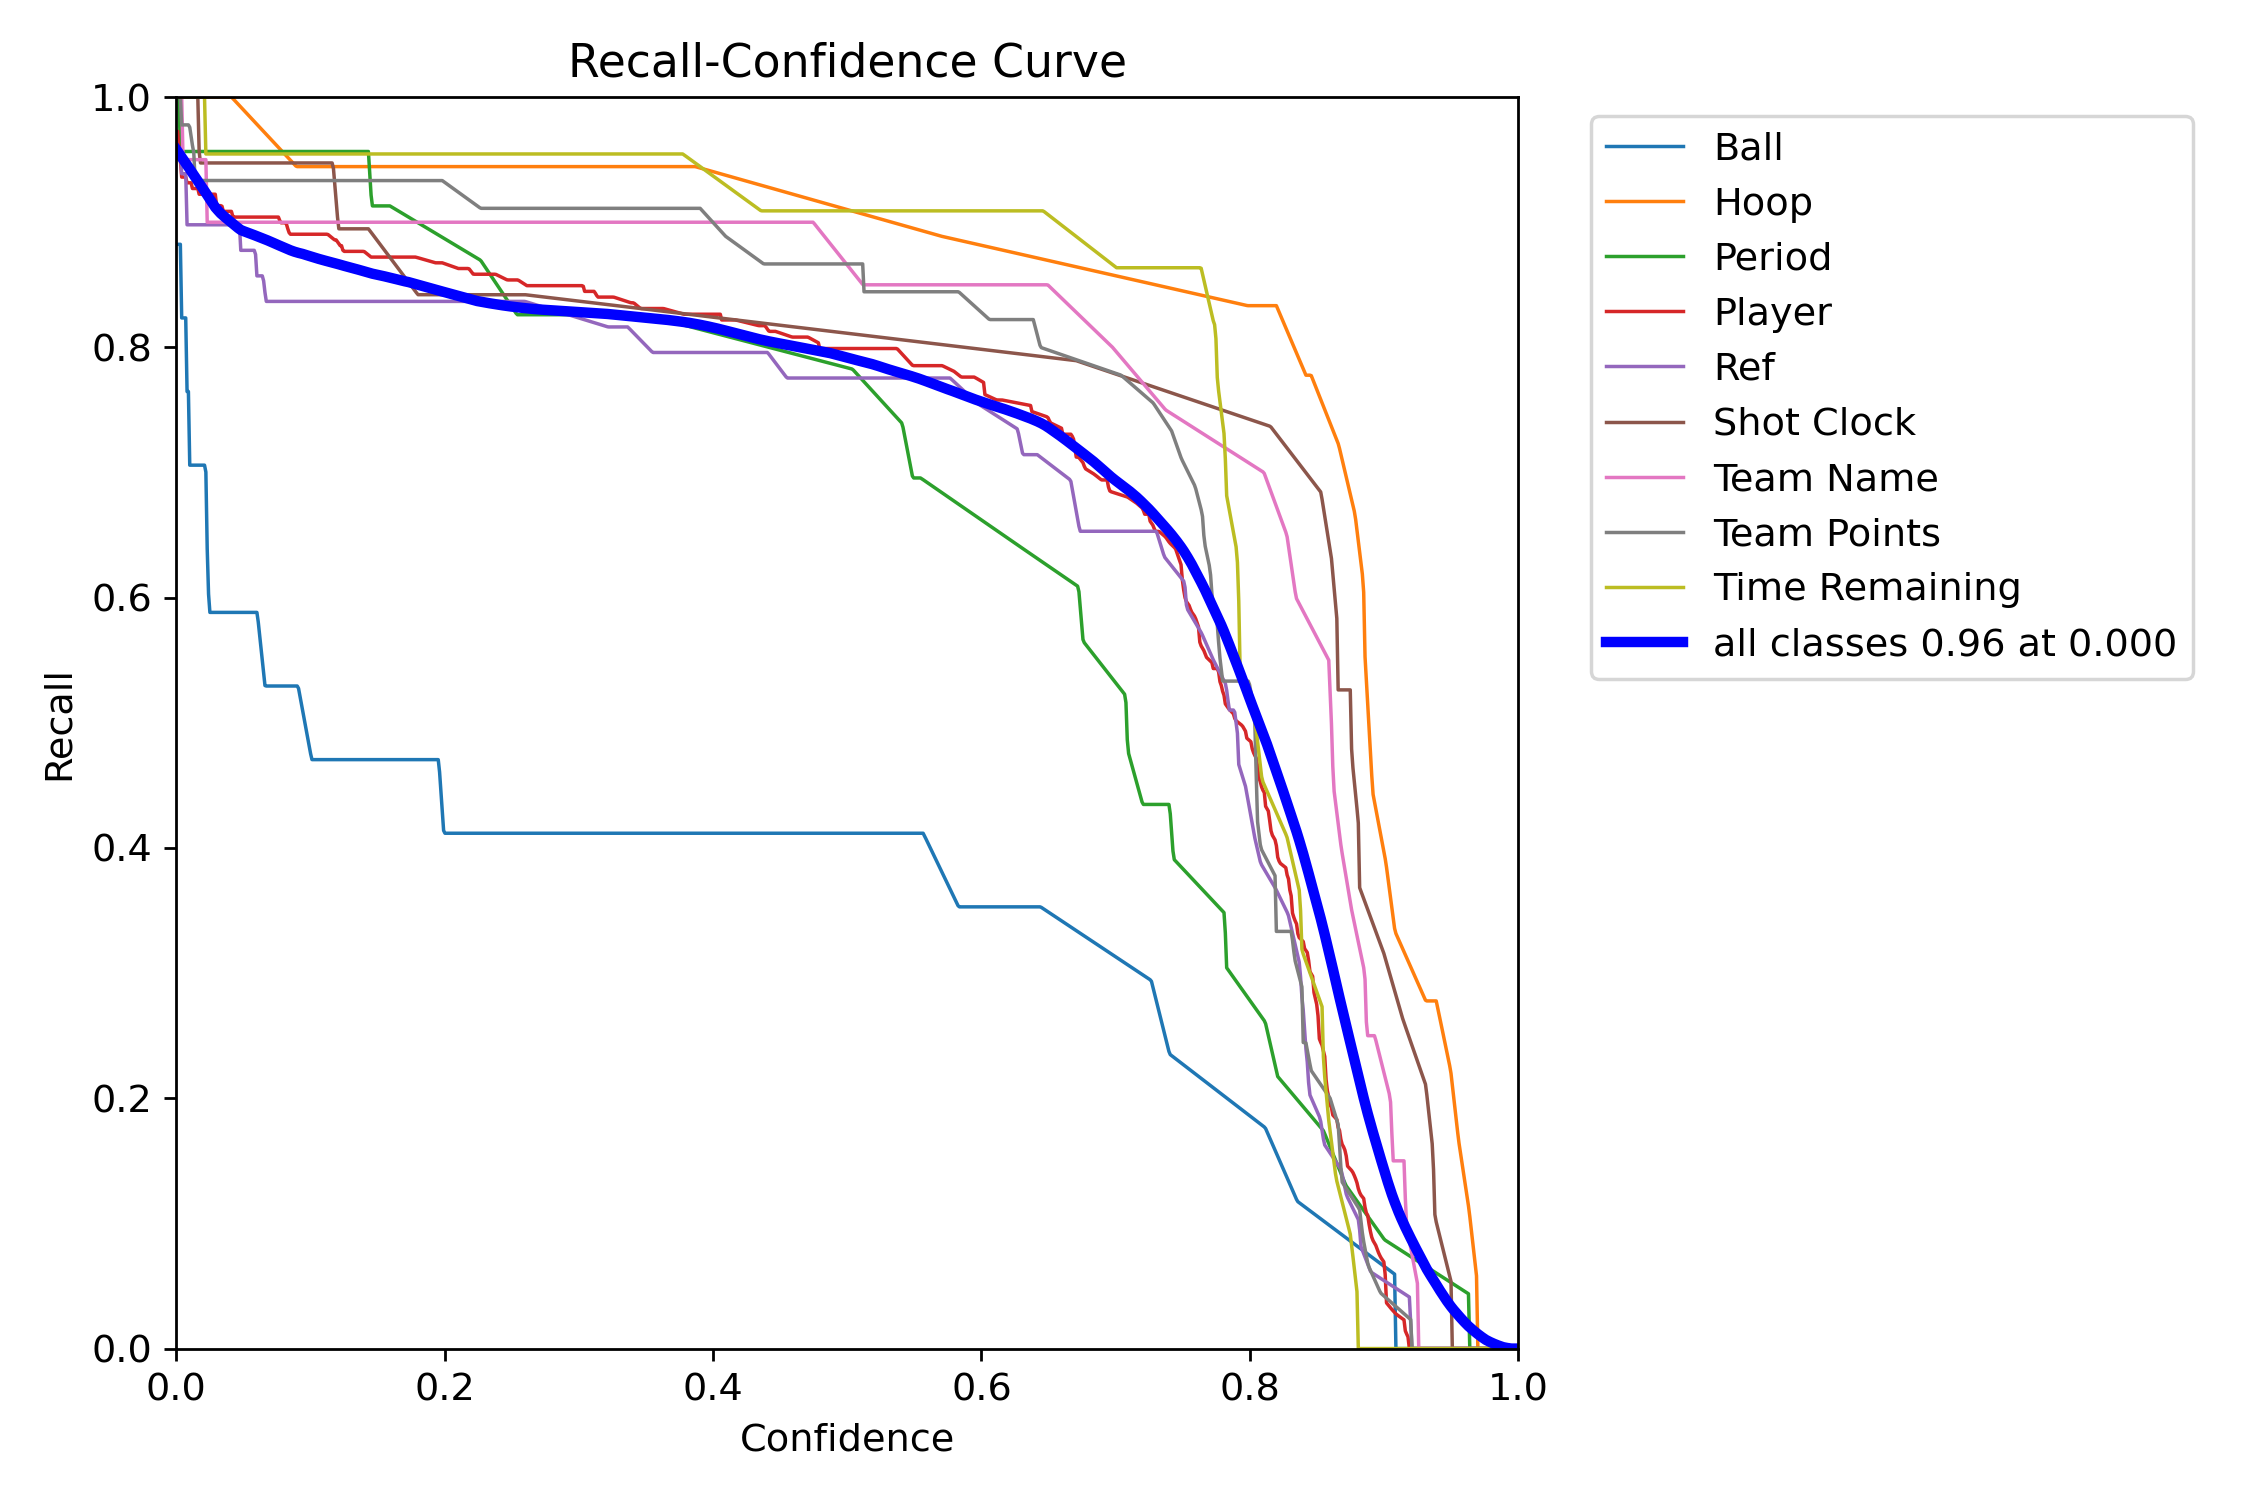 Recall-Confidence Curve
Recall
1.0
0.8
0.6
0.4
0.2
0.0
0.0 0.2 0.4 0.6 0.8 1.0
Confidence
Ball
Hoop
Period
Player
Ref
Shot Clock
Team Name
Team Points
Time Remaining
all classes 0.96 at 0.000